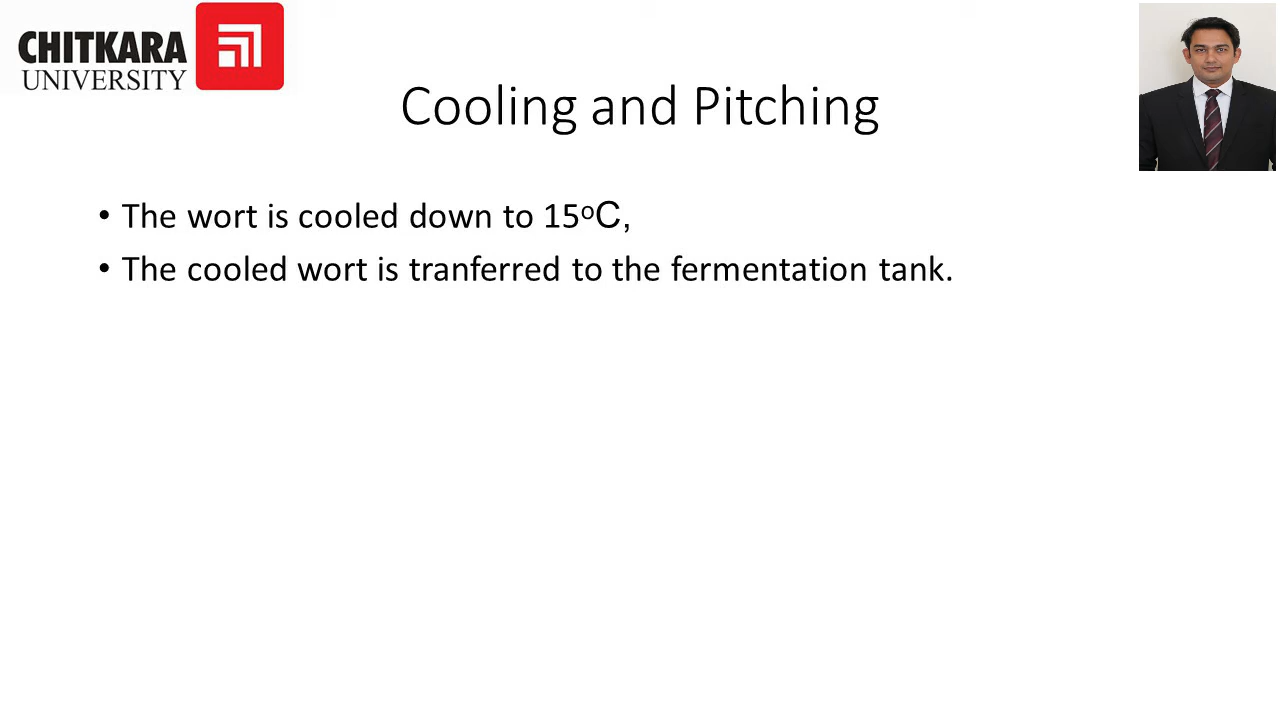 CHITKARA
UNIVERSITY
Cooling and Pitching
• The wort is cooled down to 15ºC,
• The cooled wort is tranferred to the fermentation tank.